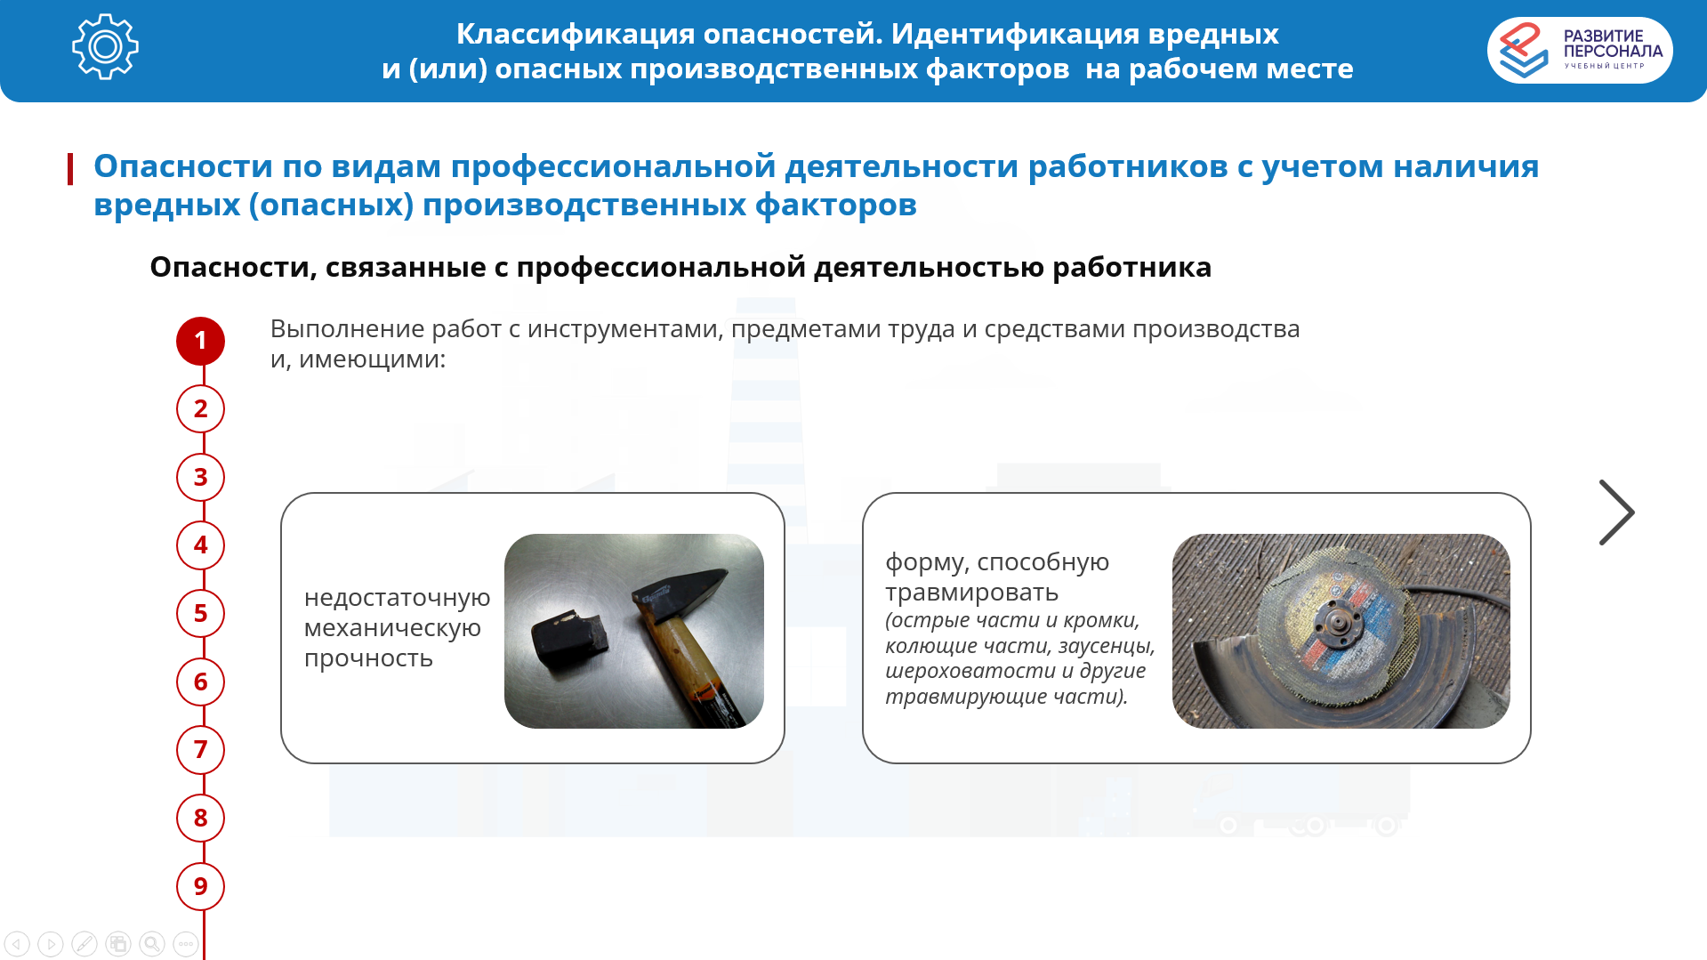 Классификация опасностей. Идентификация вредных
и (или) опасных производственных факторов на рабочем месте
РАЗВИТИЕ
ПЕРСОНАЛА
УЧЕБНЫЙ ЦЕНТР
Опасности по видам профессиональной деятельности работников с учетом наличия
вредных (опасных) производственных факторов
Опасности, связанные с профессиональной деятельностью работника
1
Выполнение работ с инструментами, предметами труда и средствами производства
и, имеющими:
2
3
4
5
6
7
8
9
недостаточную
механическую
прочность
форму, способную
травмировать
(острые части и кромки,
колющие части, заусенцы,
шероховатости и другие
травмирующие части).